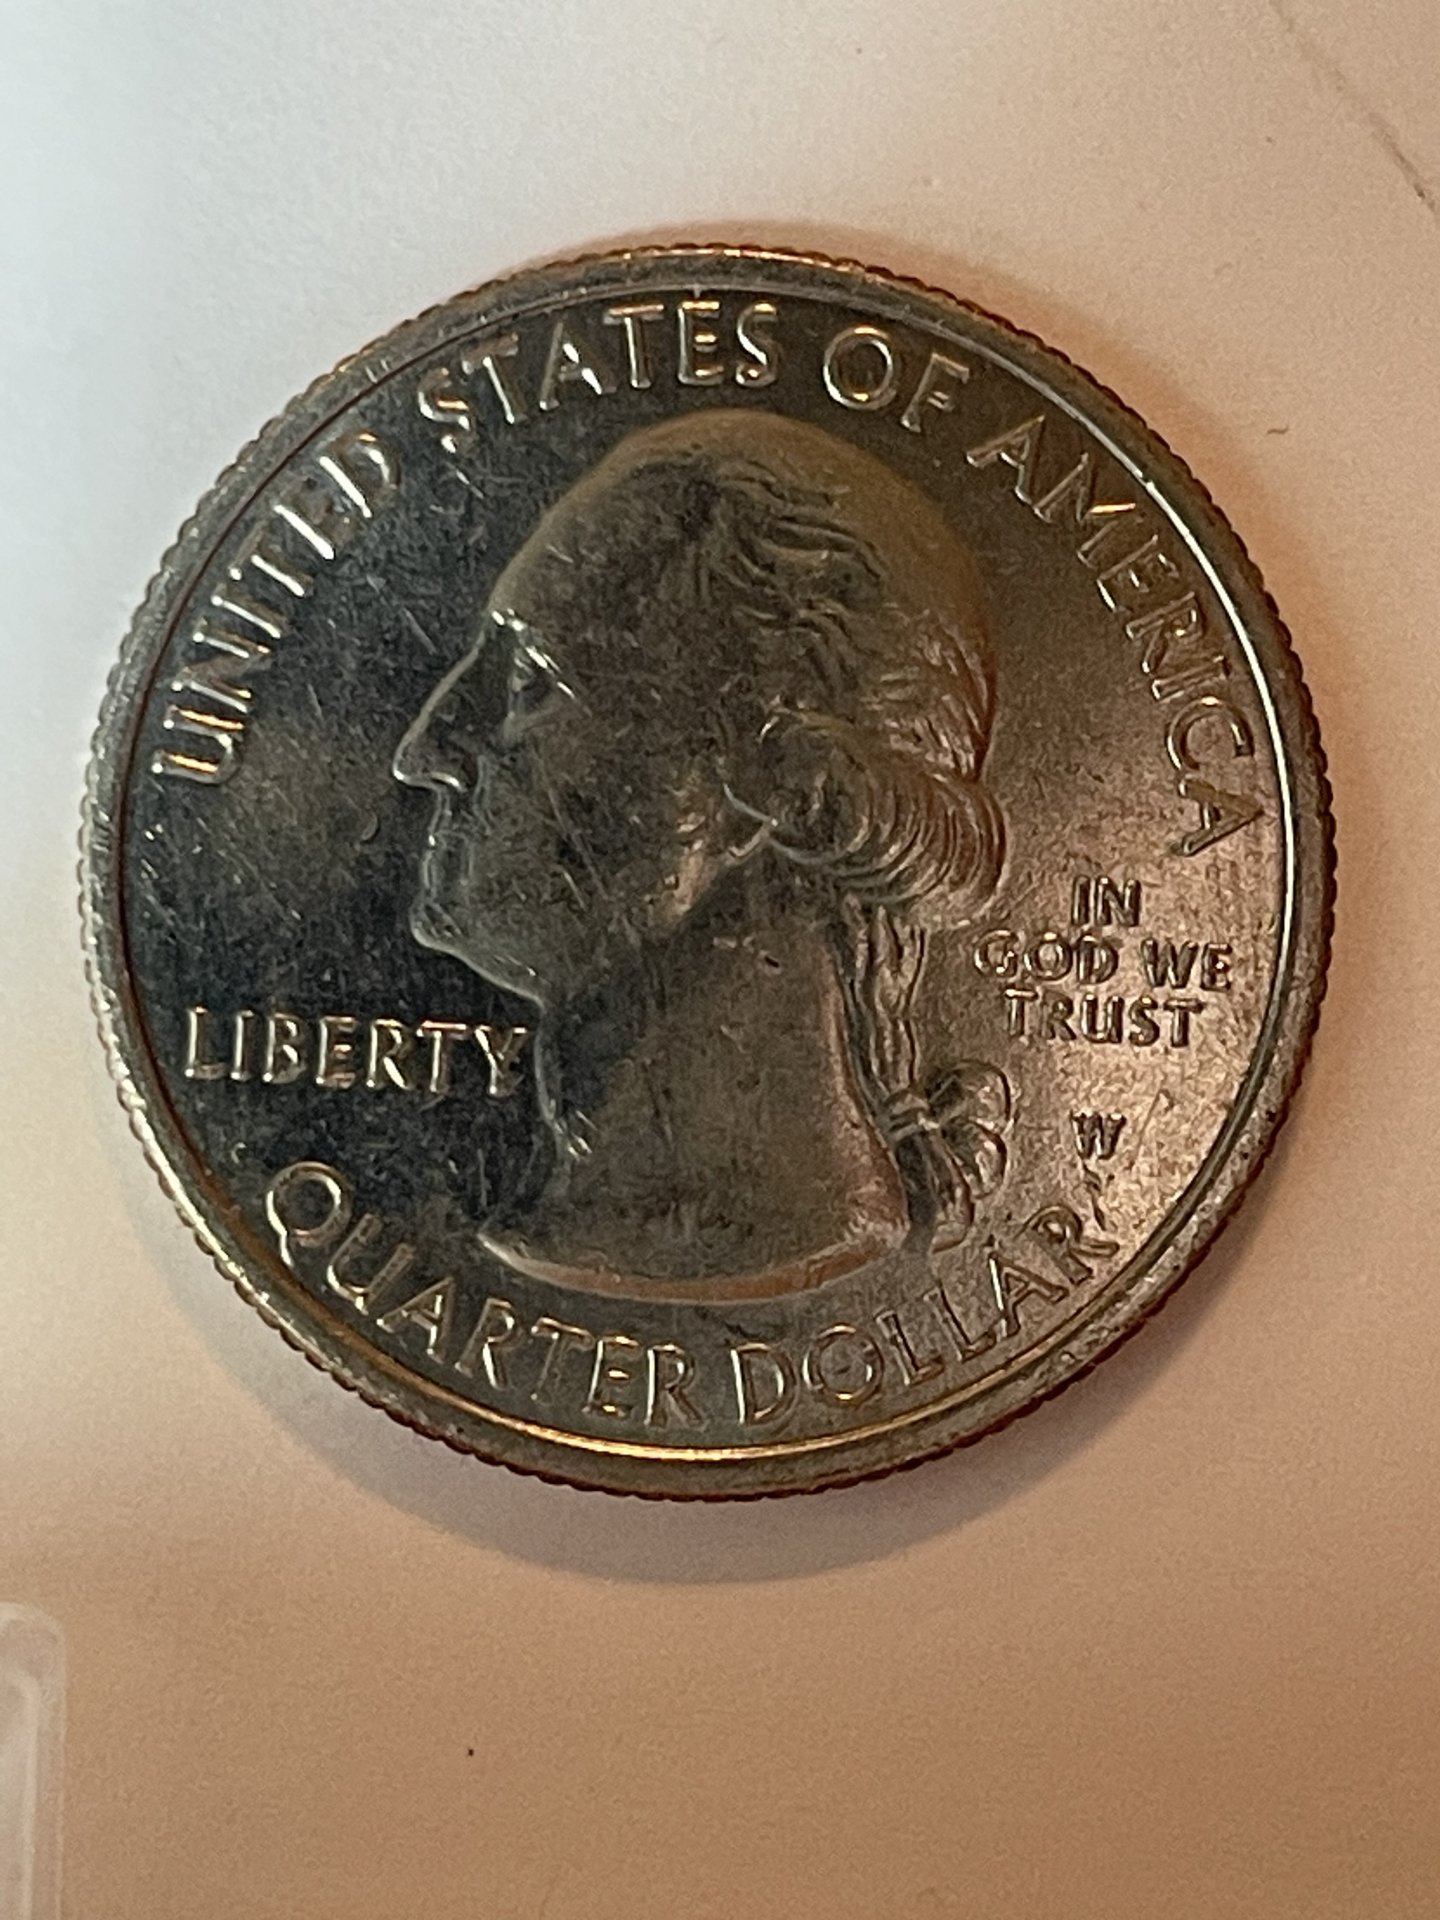 UNITED STATES OF AMERICA
LIBERTY
IN
GOD WE
TRUST
W
QUARTER DOLLAR